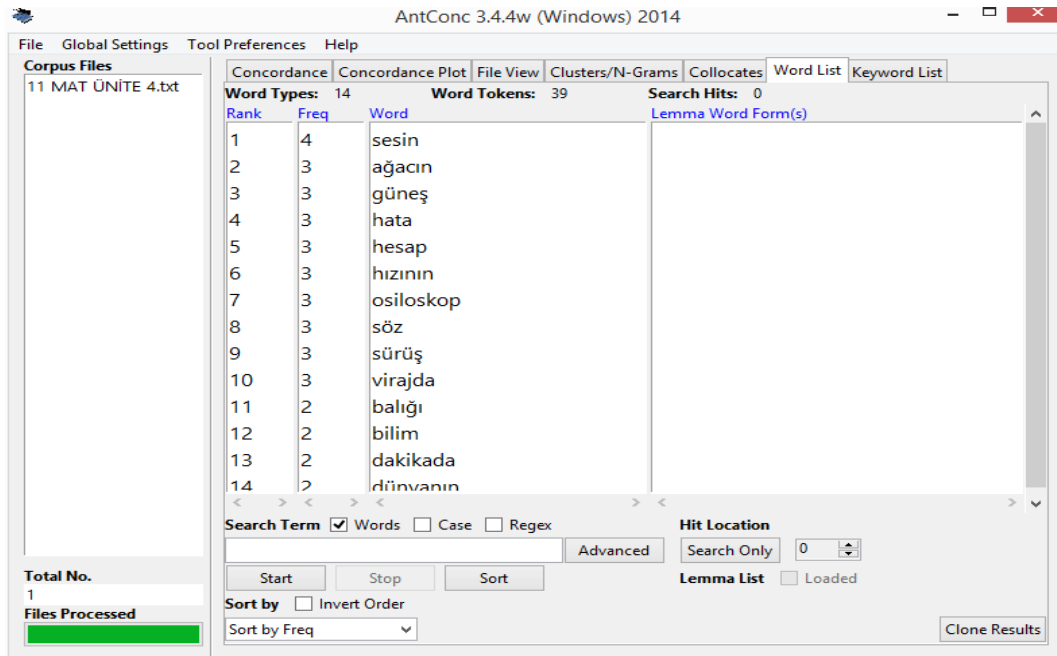 AntConc 3.4.4w (Windows) 2014
File Global Settings Tool Preferences Help
Corpus Files
11 MAT ÜNİTE 4.txt
Concordance Concordance Plot File View Clusters/N-Grams Collocates Word List Keyword List
Word Types: 14 Word Tokens: 39 Search Hits: 0
Rank Freq Word Lemma Word Form(s)
1 4 sesin
2 3 ağacın
3 3 güneş
4 3 hata
5 3 hesap
6 3 hızının
7 3 osiloskop
8 3 söz
9 3 sürüş
10 3 virajda
11 2 balığı
12 2 bilim
13 2 dakikada
14 2 dünyanın
Search Term Words Case Regex Hit Location
Advanced Search Only 0
Total No.
1
Start Stop Sort Lemma List Loaded
Files Processed
Sort by Invert Order
Sort by Freq Clone Results